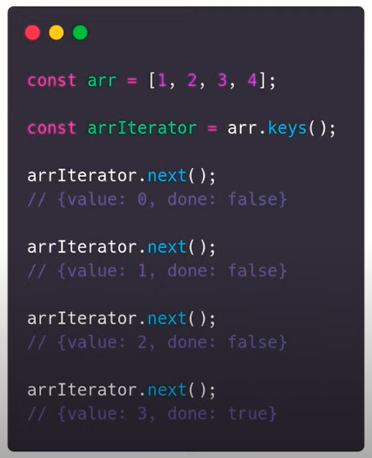 const arr = [1, 2, 3, 4];
const arrIterator = arr.keys();
arrIterator.next();
// {value: 0, done: false}
arrIterator.next();
// {value: 1, done: false}
arrIterator.next();
// {value: 2, done: false}
arrIterator.next();
// {value: 3, done: true}